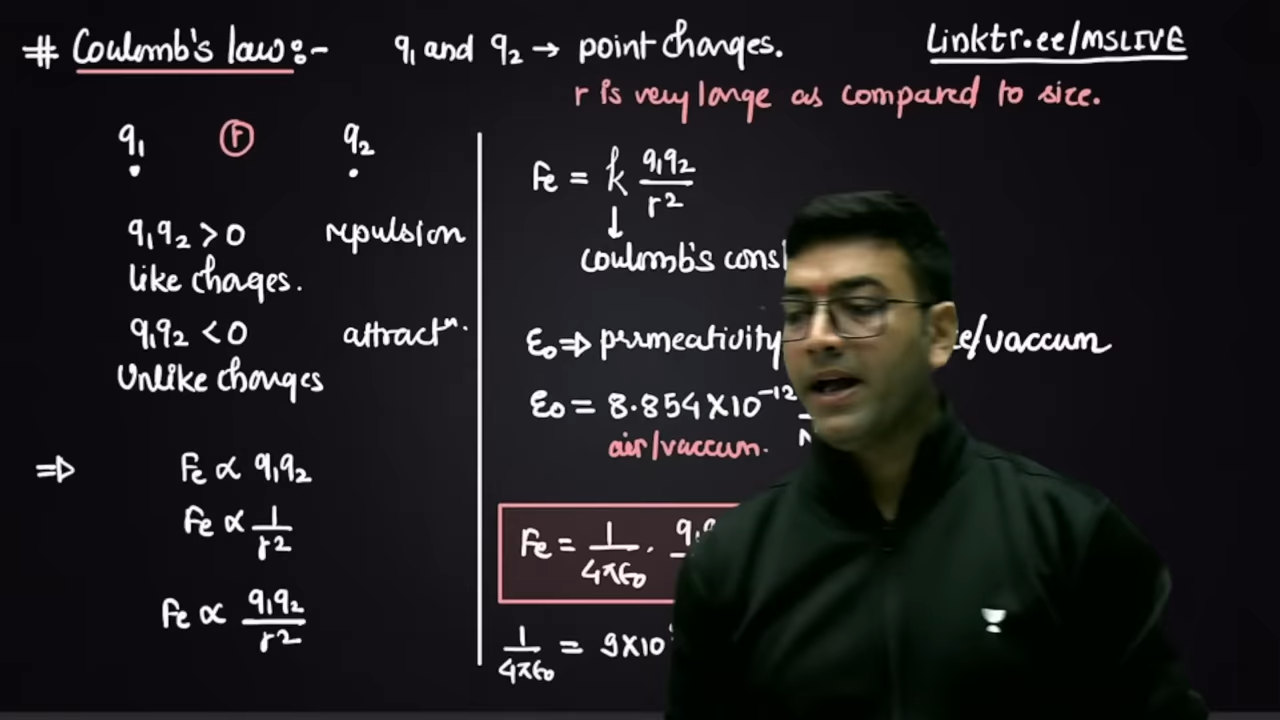 # Coulomb's law:-
q₁ and q₂ → point charges.
Linktr.ee/MSLIVE
r is very large as compared to size.
q₁ F q₂
q₁q₂ > 0 repulsion
like charges.
q₁q₂ < 0 attractⁿ.
Unlike charges
⇒ Fe ∝ q₁q₂
Fe ∝ 1/r²
Fe ∝ q₁q₂/r²
Fe = k q₁q₂/r²
↓
coulomb's
ε₀ ⇒ permeativity
/vaccum
ε₀ = 8.854 × 10⁻¹²
air/vaccum.
Fe = 1/4πε₀ ·
1/4πε₀ = 9×10